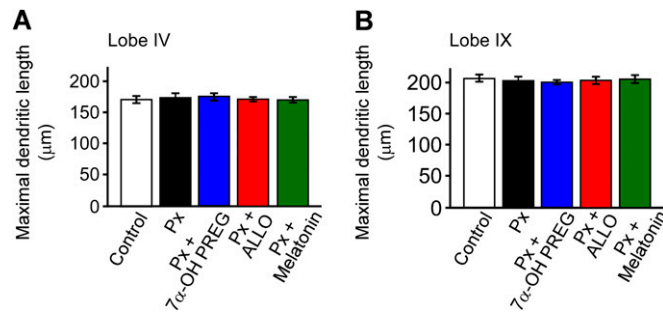 A
Lobe IV
Maximal dendritic length
(μm)
200
150
100
50
0
Control
Px
Px +
7α-OH PREG
Px +
ALLO
Px +
Melatonin
B
Lobe IX
Maximal dendritic length
(μm)
200
150
100
50
0
Control
Px
Px +
7α-OH PREG
Px +
ALLO
Px +
Melatonin